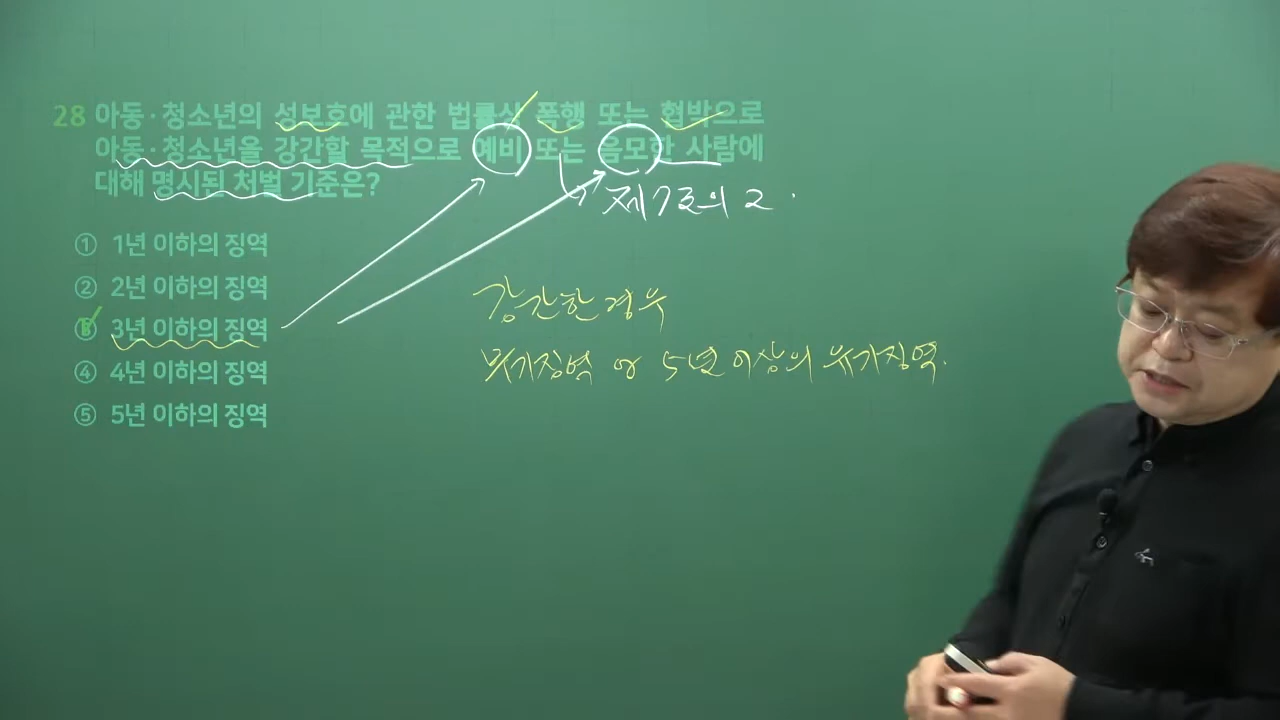 28 아동·청소년의 성보호에 관한 법률상 폭행 또는 협박으로
아동·청소년을 강간할 목적으로 예비 또는 음모한 사람에
대해 명시된 처벌 기준은?
제7조의 2.
① 1년 이하의 징역
② 2년 이하의 징역
③ 3년 이하의 징역
④ 4년 이하의 징역
⑤ 5년 이하의 징역
강간한 경우
무기징역 or 5년 이상의 유기징역.